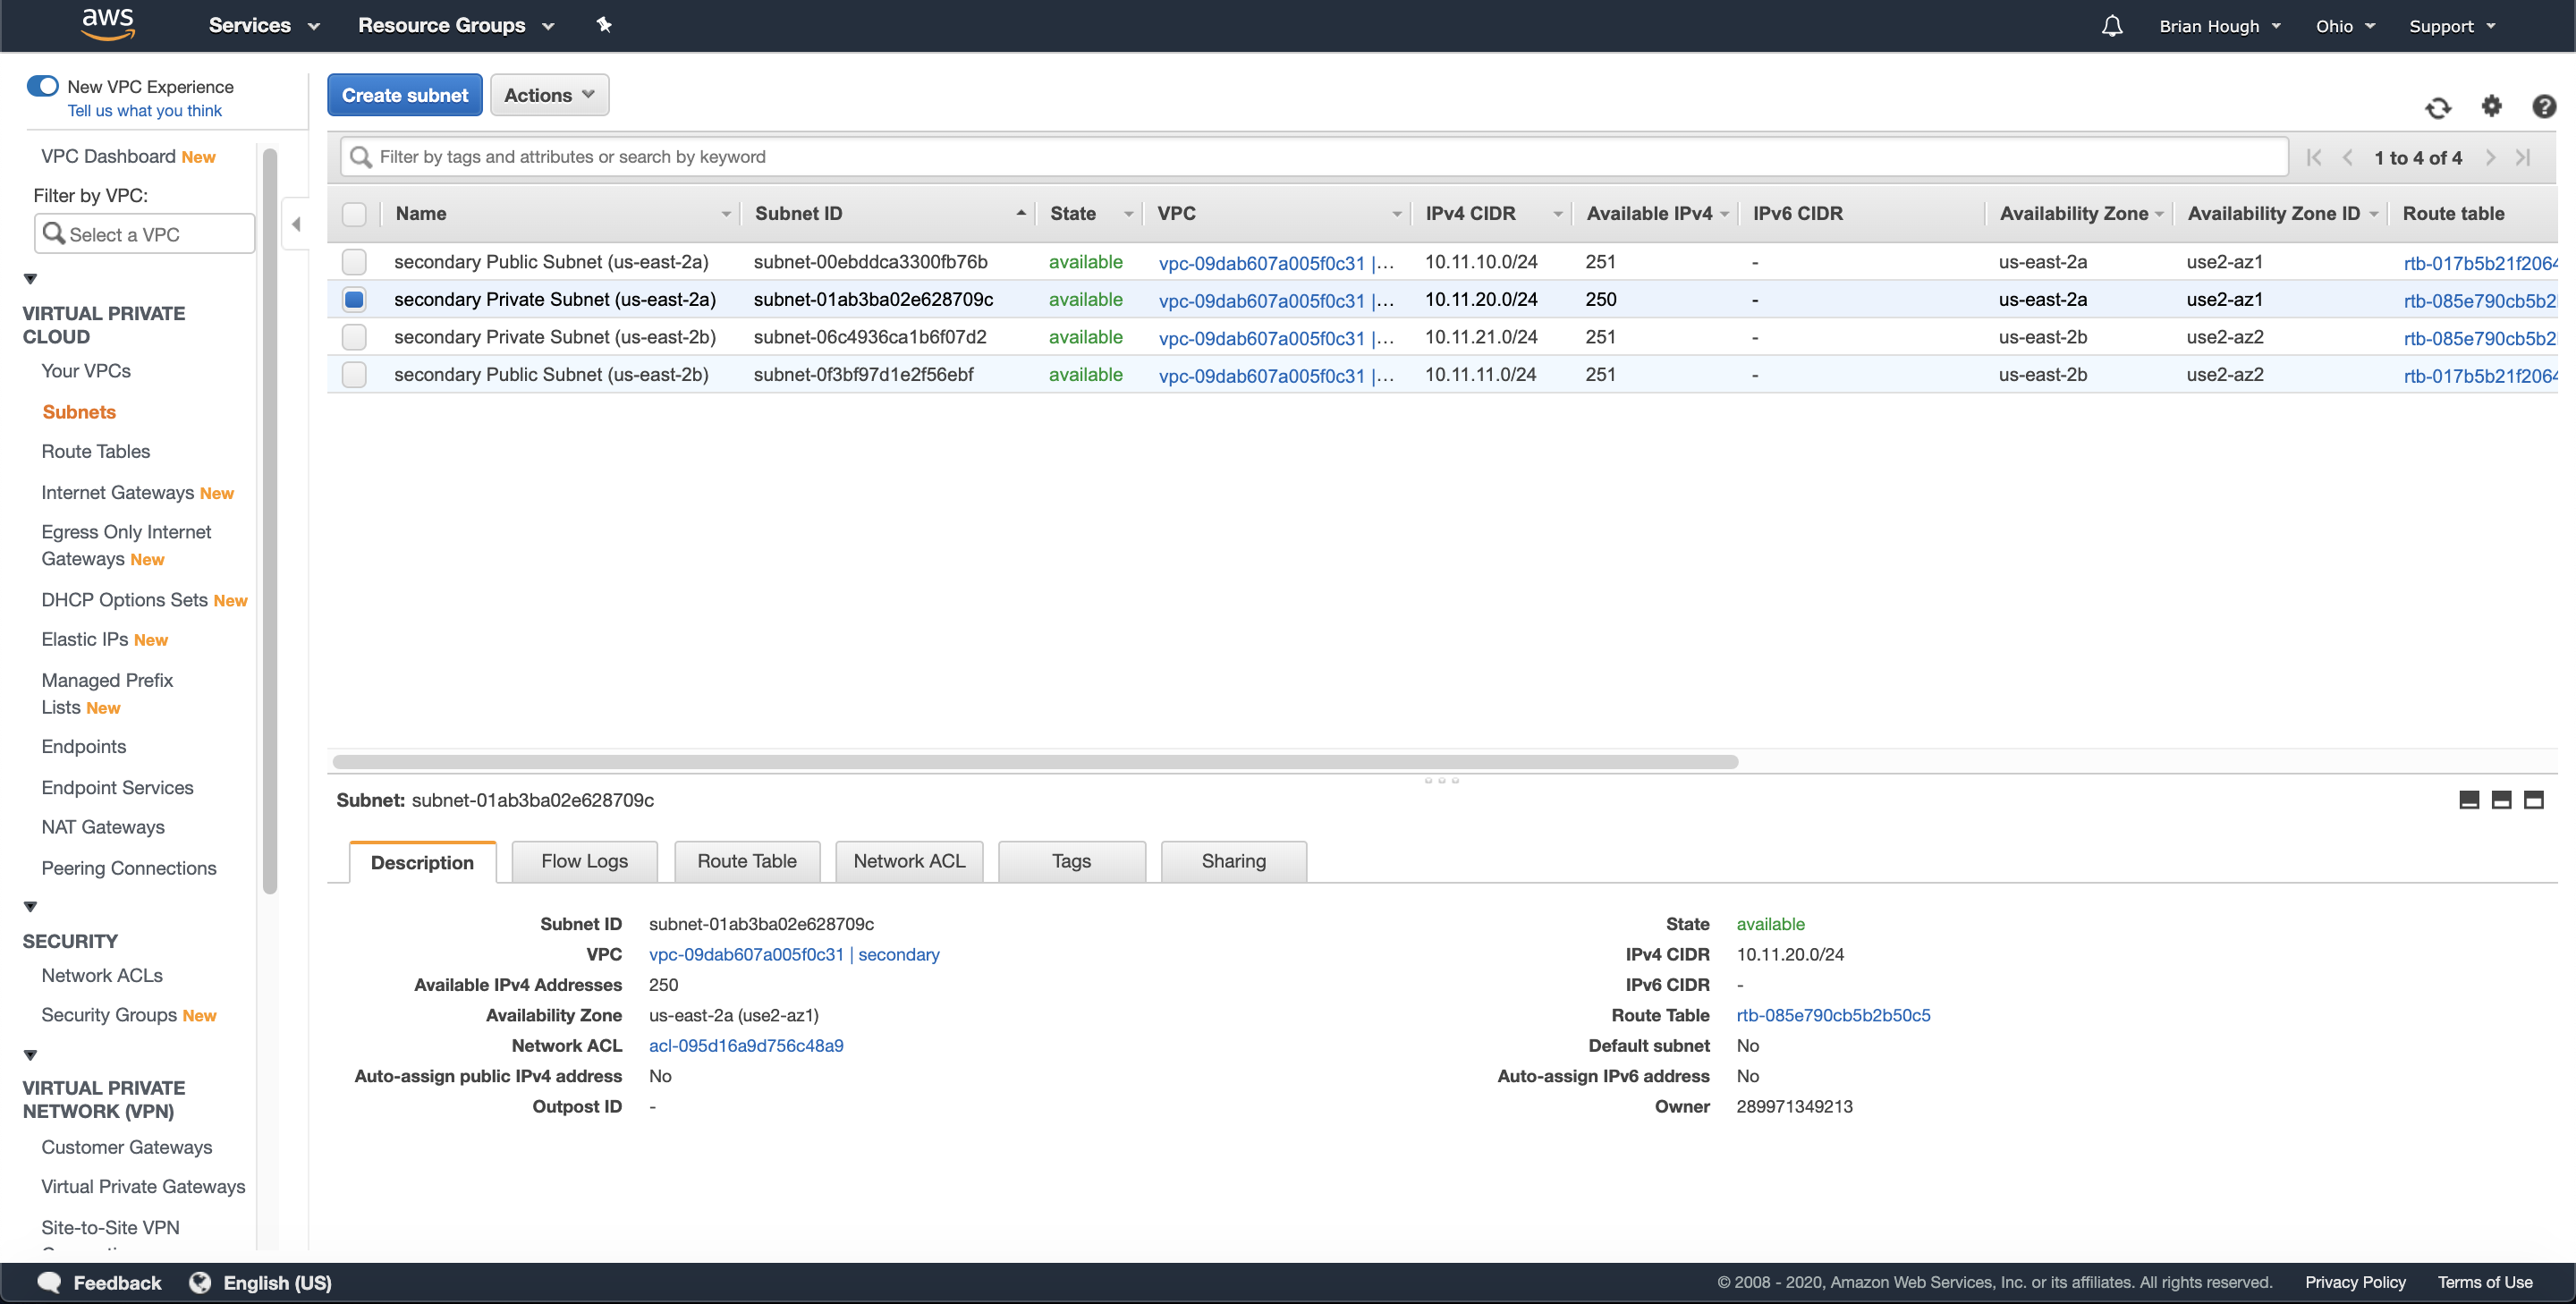 aws Services Resource Groups Brian Hough Ohio Support
New VPC Experience
Tell us what you think
VPC Dashboard New
Filter by VPC:
Select a VPC
VIRTUAL PRIVATE
CLOUD
Your VPCs
Subnets
Route Tables
Internet Gateways New
Egress Only Internet
Gateways New
DHCP Options Sets New
Elastic IPs New
Managed Prefix
Lists New
Endpoints
Endpoint Services
NAT Gateways
Peering Connections
SECURITY
Network ACLs
Security Groups New
VIRTUAL PRIVATE
NETWORK (VPN)
Customer Gateways
Virtual Private Gateways
Site-to-Site VPN
Create subnet Actions
Filter by tags and attributes or search by keyword 1 to 4 of 4
Name Subnet ID State VPC IPv4 CIDR Available IPv4 IPv6 CIDR Availability Zone Availability Zone ID Route table
secondary Public Subnet (us-east-2a) subnet-00ebddca3300fb76b available vpc-09dab607a005f0c31 |... 10.11.10.0/24 251 - us-east-2a use2-az1 rtb-017b5b21f2064
secondary Private Subnet (us-east-2a) subnet-01ab3ba02e628709c available vpc-09dab607a005f0c31 |... 10.11.20.0/24 250 - us-east-2a use2-az1 rtb-085e790cb5b2
secondary Private Subnet (us-east-2b) subnet-06c4936ca1b6f07d2 available vpc-09dab607a005f0c31 |... 10.11.21.0/24 251 - us-east-2b use2-az2 rtb-085e790cb5b2
secondary Public Subnet (us-east-2b) subnet-0f3bf97d1e2f56ebf available vpc-09dab607a005f0c31 |... 10.11.11.0/24 251 - us-east-2b use2-az2 rtb-017b5b21f2064
Subnet: subnet-01ab3ba02e628709c
Description Flow Logs Route Table Network ACL Tags Sharing
Subnet ID subnet-01ab3ba02e628709c
VPC vpc-09dab607a005f0c31 | secondary
Available IPv4 Addresses 250
Availability Zone us-east-2a (use2-az1)
Network ACL acl-095d16a9d756c48a9
Auto-assign public IPv4 address No
Outpost ID -
State available
IPv4 CIDR 10.11.20.0/24
IPv6 CIDR -
Route Table rtb-085e790cb5b2b50c5
Default subnet No
Auto-assign IPv6 address No
Owner 289971349213
Feedback English (US) © 2008 - 2020, Amazon Web Services, Inc. or its affiliates. All rights reserved. Privacy Policy Terms of Use